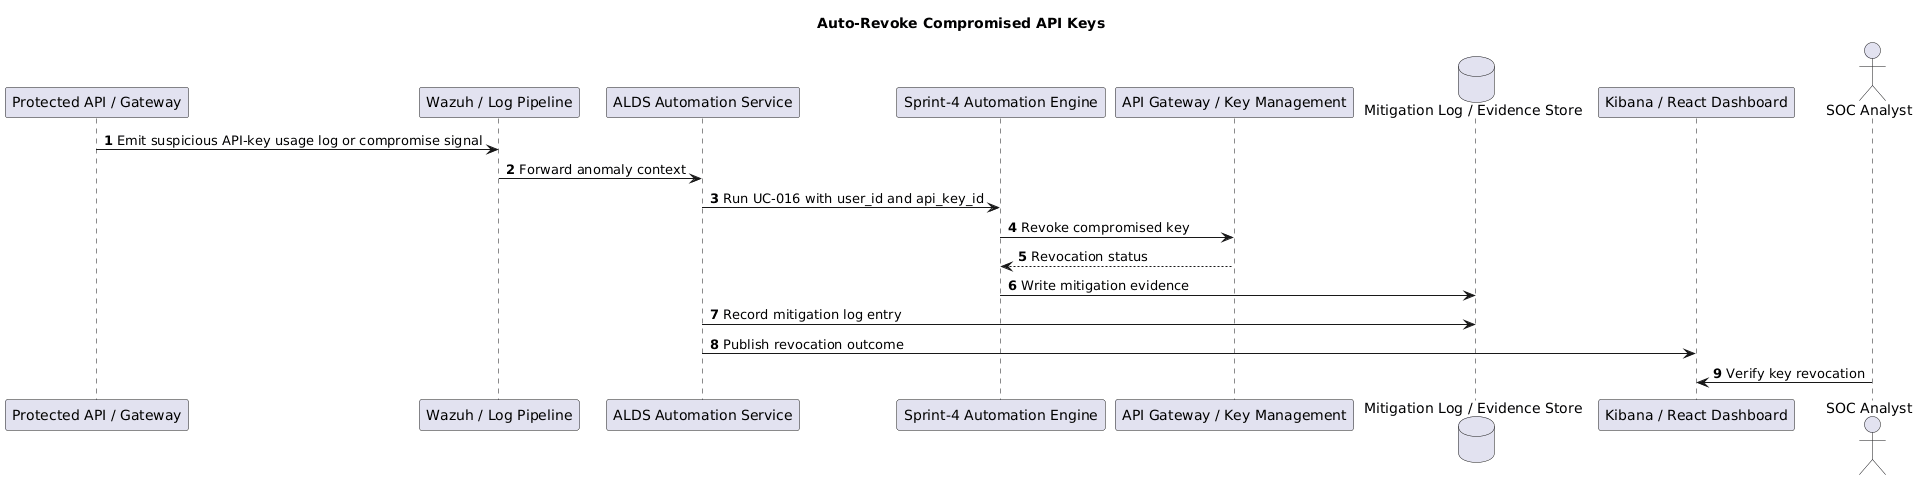 Auto-Revoke Compromised API Keys
Protected API / Gateway
Wazuh / Log Pipeline
ALDS Automation Service
Sprint-4 Automation Engine
API Gateway / Key Management
Mitigation Log / Evidence Store
Kibana / React Dashboard
SOC Analyst
1 Emit suspicious API-key usage log or compromise signal
2 Forward anomaly context
3 Run UC-016 with user_id and api_key_id
4 Revoke compromised key
5 Revocation status
6 Write mitigation evidence
7 Record mitigation log entry
8 Publish revocation outcome
9 Verify key revocation
Protected API / Gateway
Wazuh / Log Pipeline
ALDS Automation Service
Sprint-4 Automation Engine
API Gateway / Key Management
Mitigation Log / Evidence Store
Kibana / React Dashboard
SOC Analyst